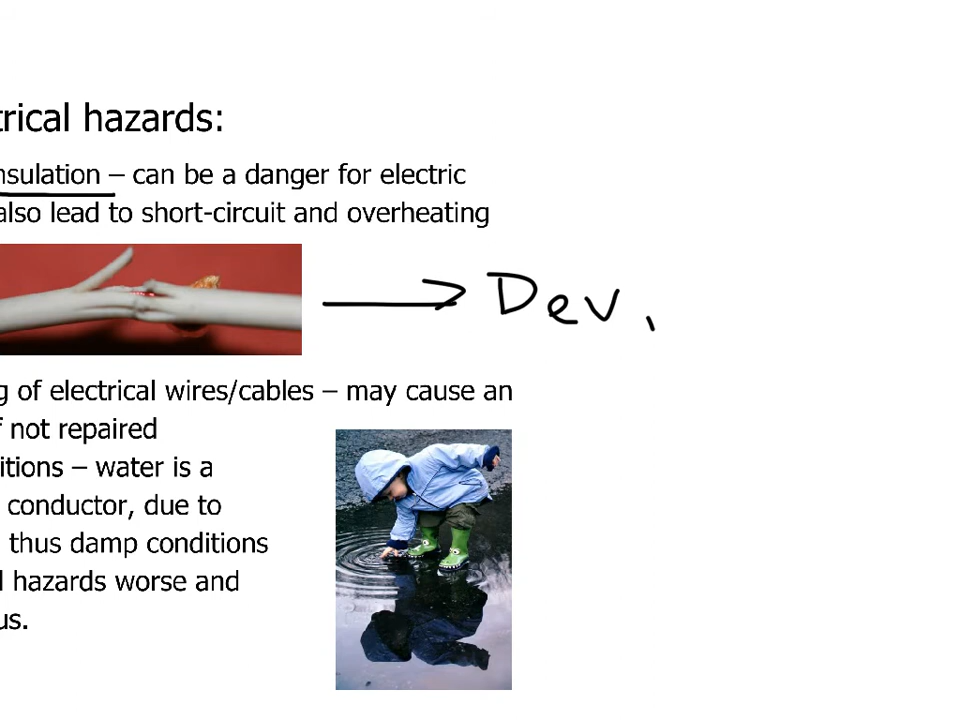 trical hazards:
nsulation – can be a danger for electric
also lead to short-circuit and overheating
Dev.
g of electrical wires/cables – may cause an
f not repaired
itions – water is a
conductor, due to
thus damp conditions
l hazards worse and
us.